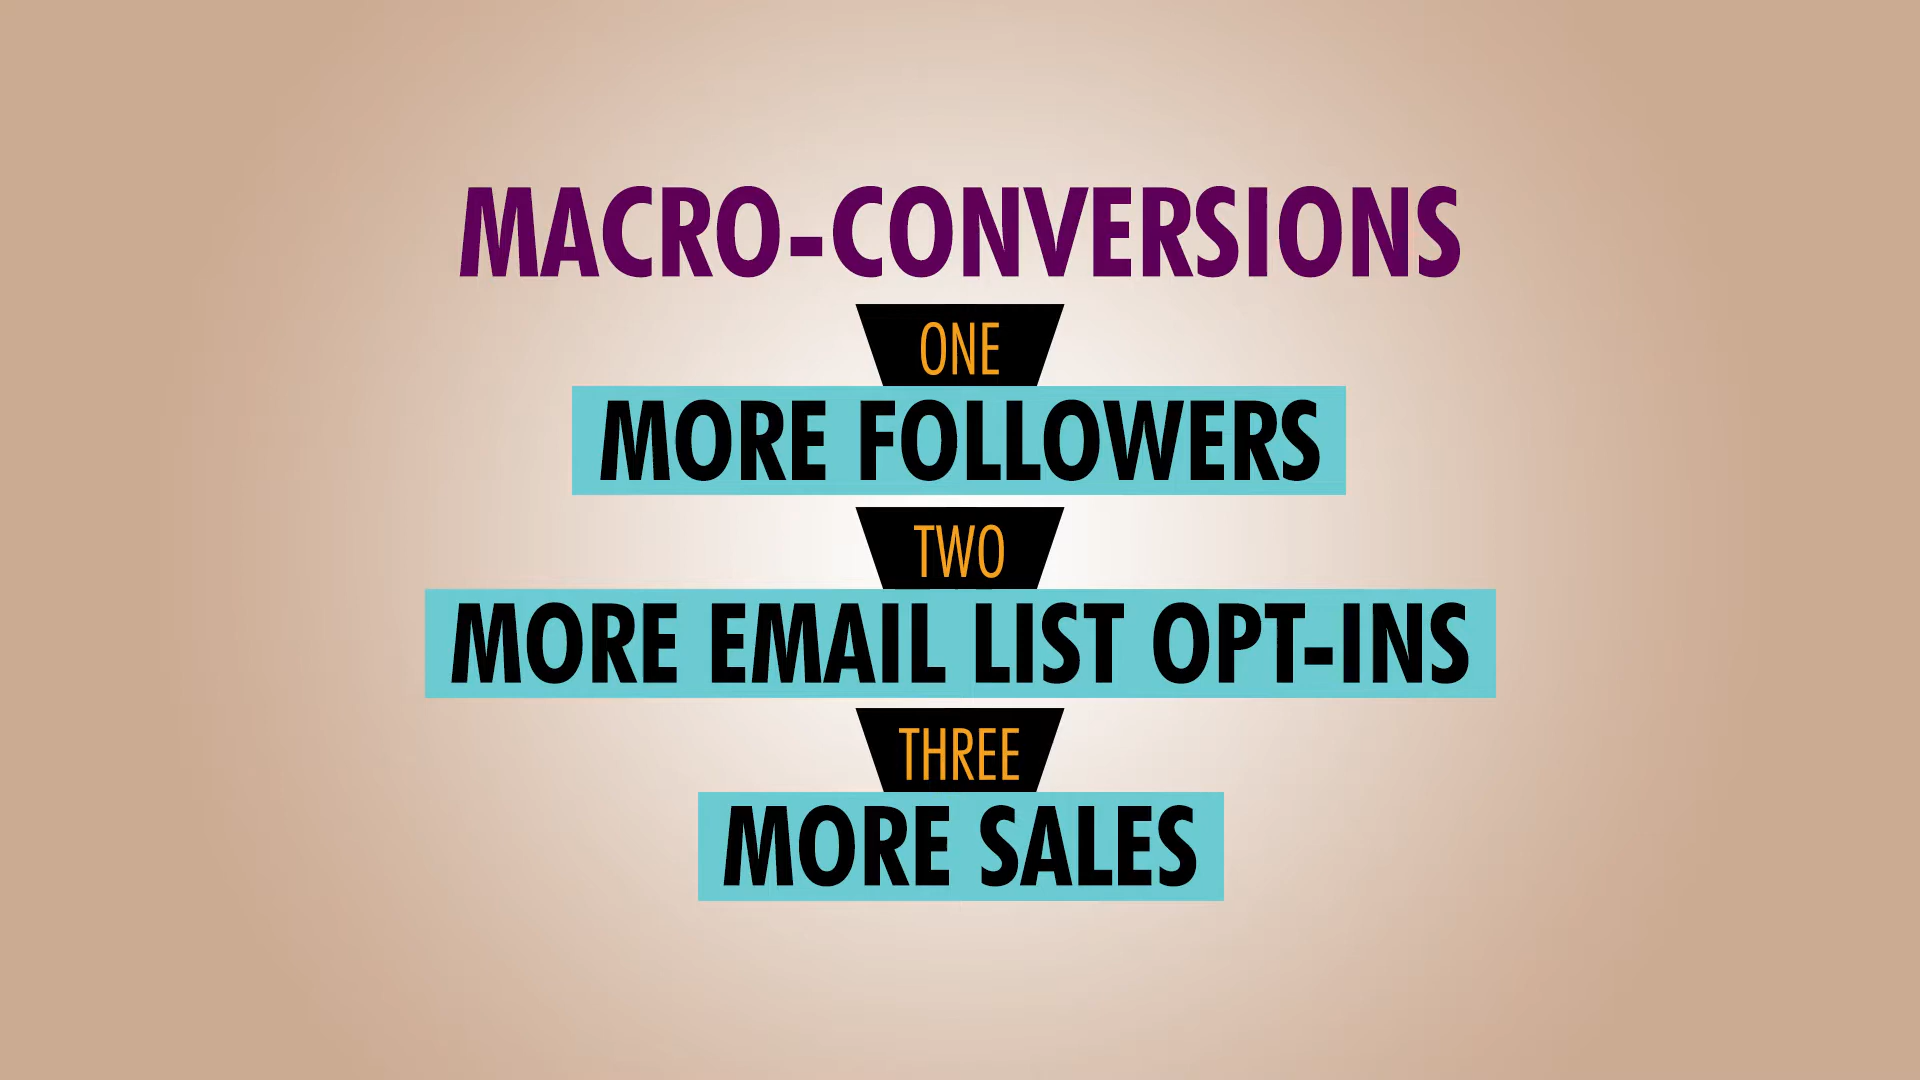 MACRO-CONVERSIONS
ONE
MORE FOLLOWERS
TWO
MORE EMAIL LIST OPT-INS
THREE
MORE SALES